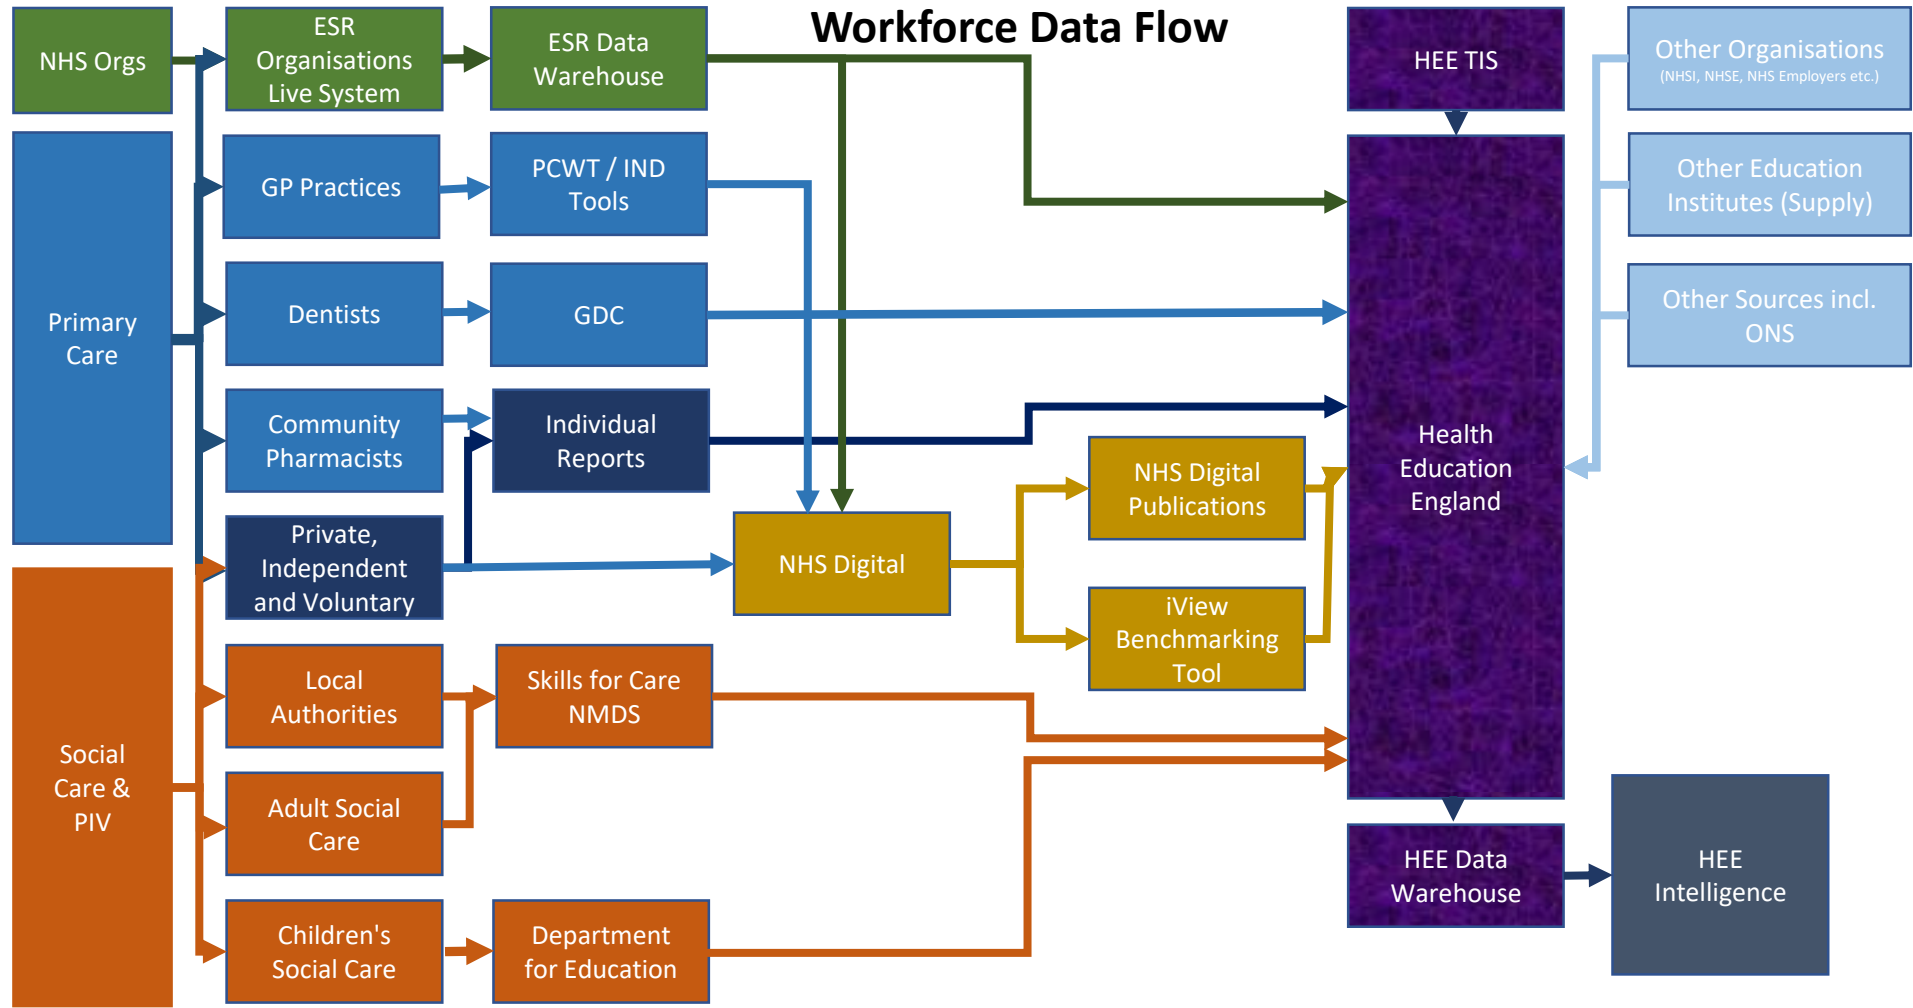 Workforce Data Flow
NHS Orgs
ESR
Organisations
Live System
ESR Data
Warehouse
HEE TIS
Other Organisations
(NHSI, NHSE, NHS Employers etc.)
Primary
Care
GP Practices
PCWT / IND
Tools
Other Education
Institutes (Supply)
Dentists
GDC
Other Sources incl.
ONS
Community
Pharmacists
Individual
Reports
Health
Education
England
NHS Digital
Publications
Private,
Independent
and Voluntary
NHS Digital
iView
Benchmarking
Tool
Social
Care &
PIV
Local
Authorities
Skills for Care
NMDS
Adult Social
Care
HEE Data
Warehouse
HEE
Intelligence
Children's
Social Care
Department
for Education